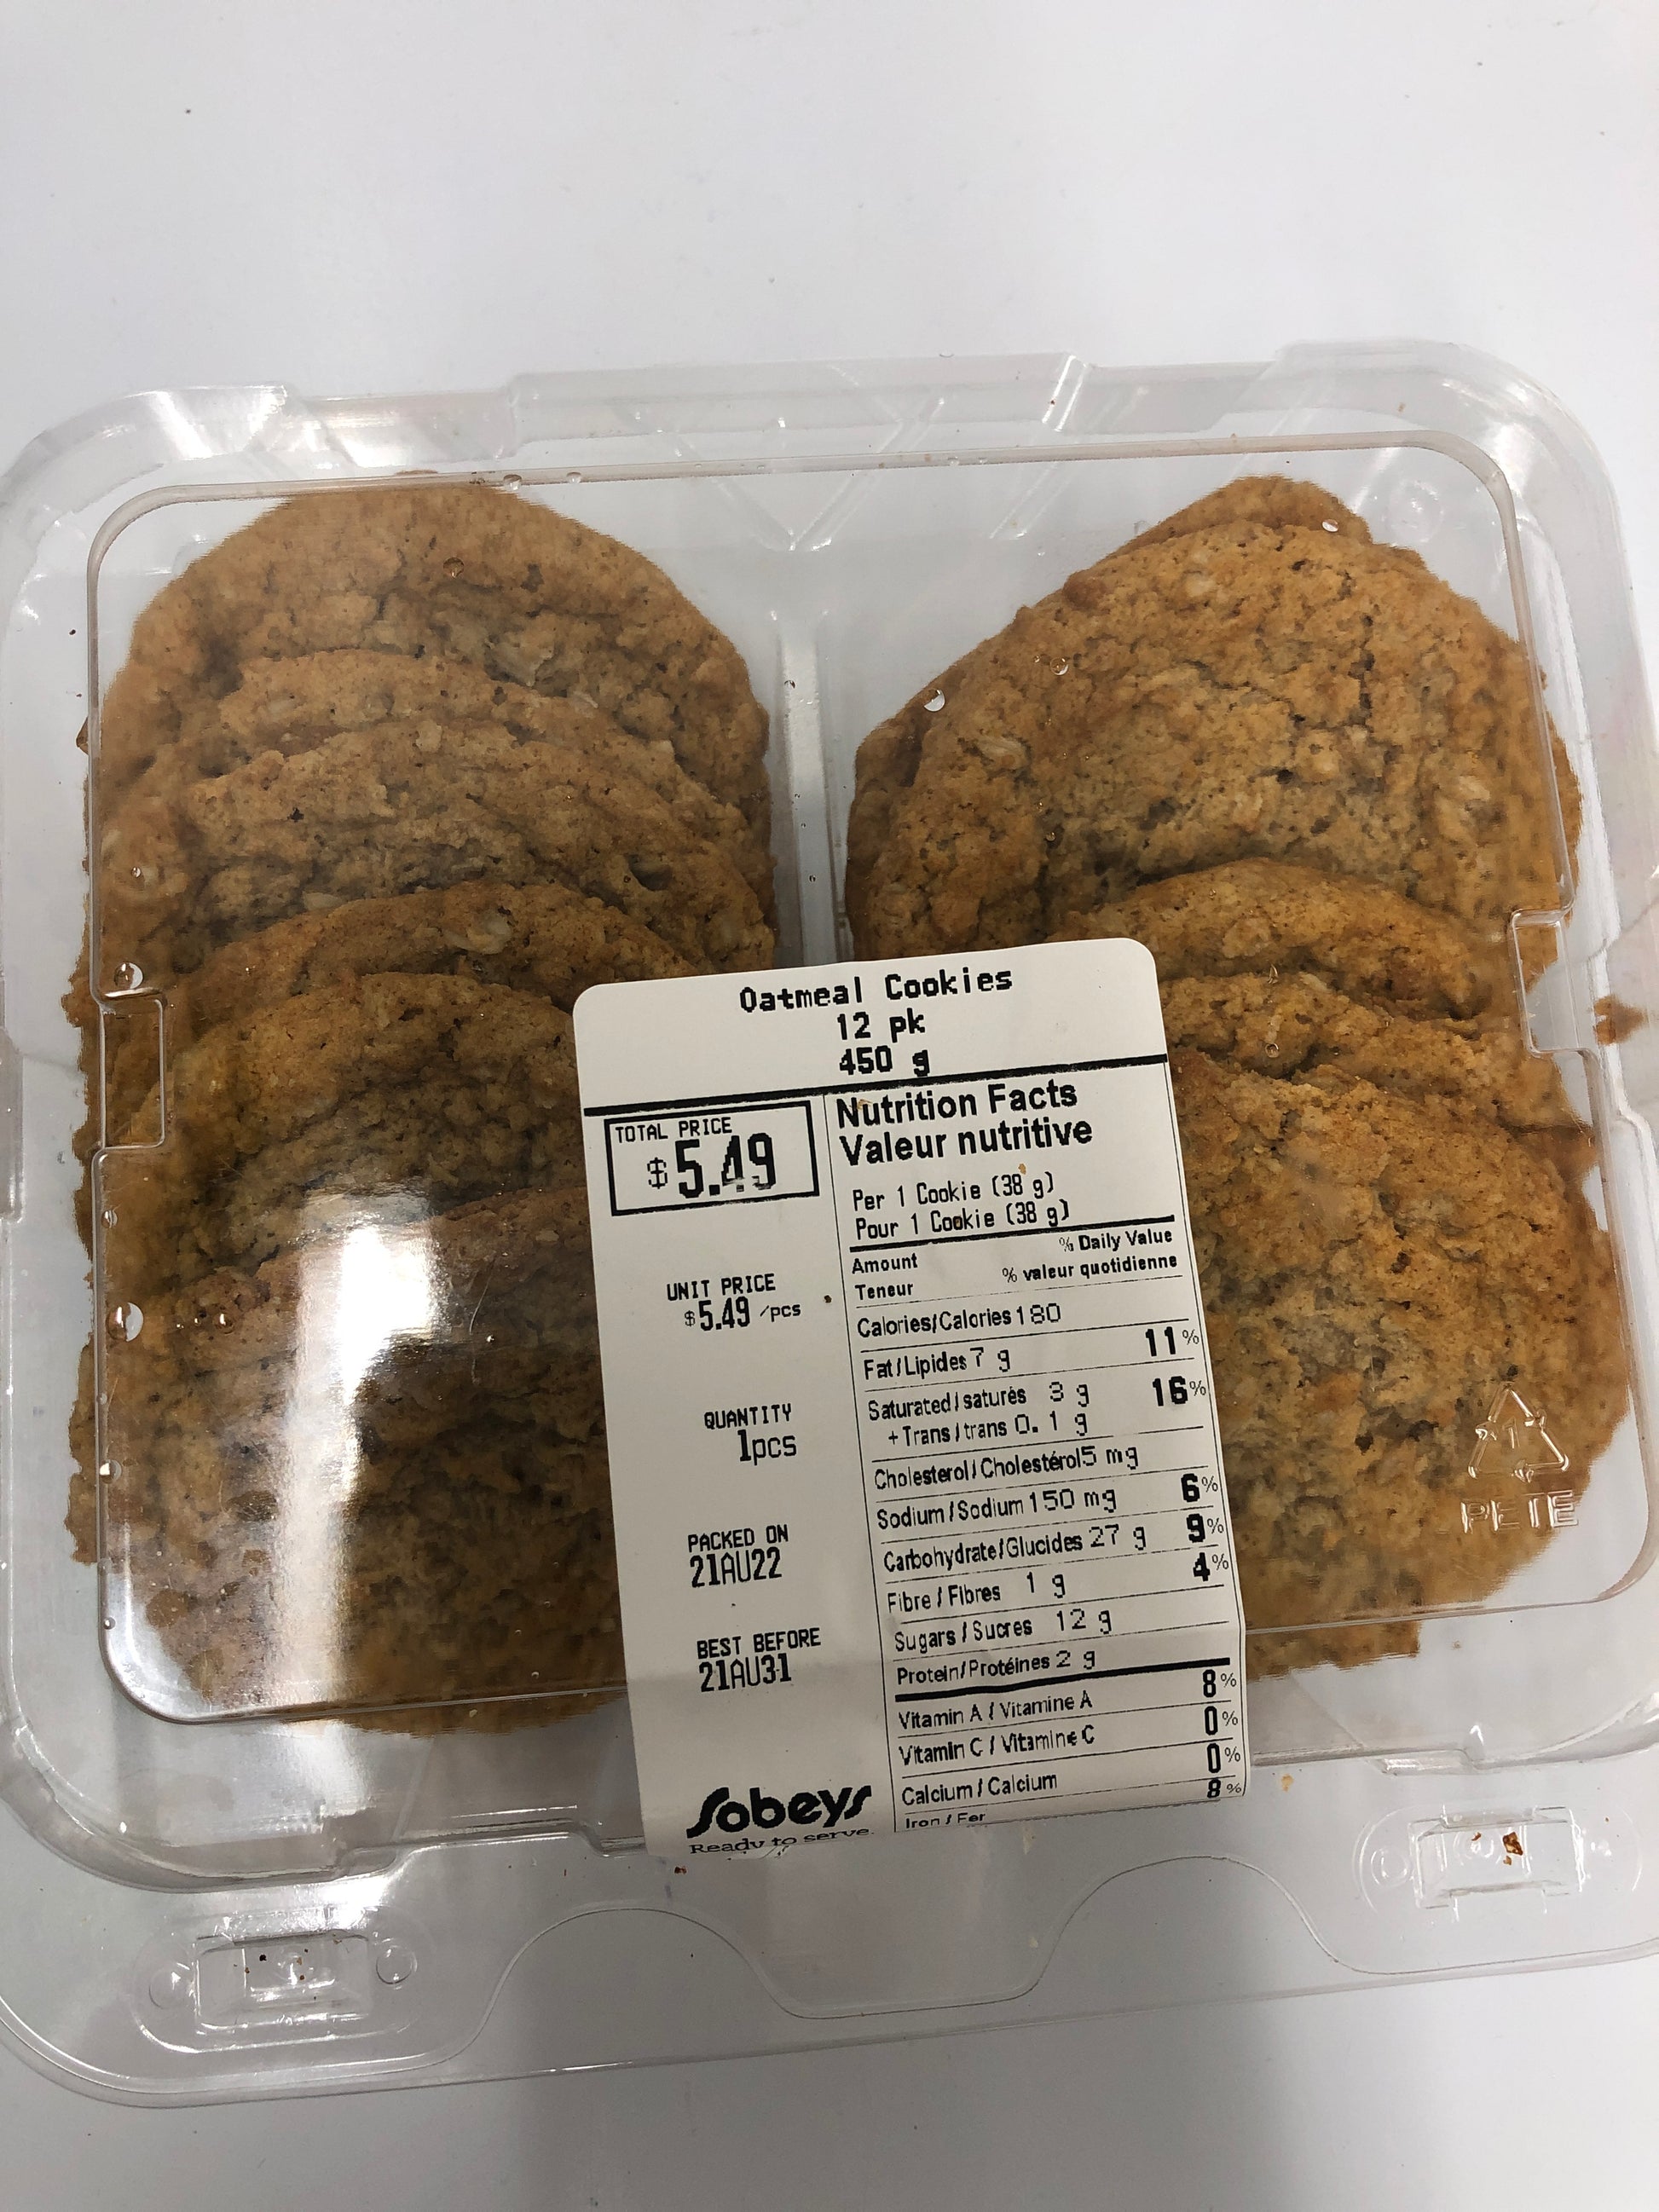 Oatmeal Cookies
12 pk
450 g
TOTAL PRICE
$5.49
UNIT PRICE
$5.49 /pcs
QUANTITY
1pcs
PACKED ON
21AU22
BEST BEFORE
21AU31
Sobeys
Ready to serve.
Nutrition Facts
Valeur nutritive
Per 1 Cookie (38 g)
Pour 1 Cookie (38 g)
Amount % Daily Value
Teneur % valeur quotidienne
Calories/Calories 180
Fat/Lipides 7 g 11%
Saturated/saturés 3 g 16%
+Trans/trans 0.1 g
Cholesterol/Cholestérol 5 mg
Sodium/Sodium 150 mg 6%
Carbohydrate/Glucides 27 g 9%
Fibre/Fibres 1 g 4%
Sugars/Sucres 12 g
Protein/Protéines 2 g
Vitamin A/Vitamine A 8%
Vitamin C/Vitamine C 0%
Calcium/Calcium 0%
Iron/Fer 8%
1
PETE